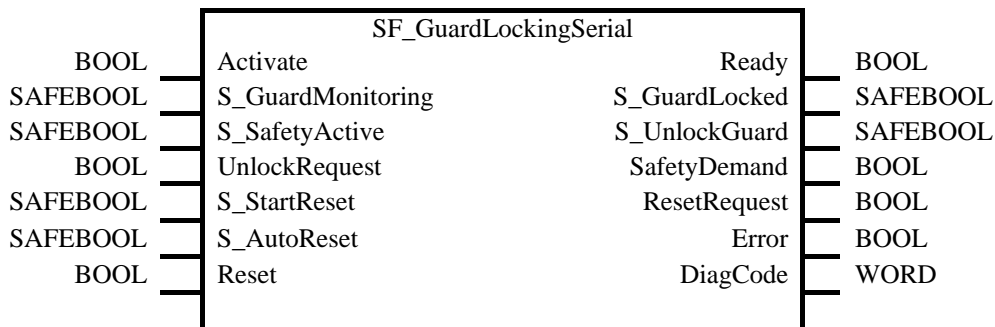 SF_GuardLockingSerial
BOOL Activate Ready BOOL
SAFEBOOL S_GuardMonitoring S_GuardLocked SAFEBOOL
SAFEBOOL S_SafetyActive S_UnlockGuard SAFEBOOL
BOOL UnlockRequest SafetyDemand BOOL
SAFEBOOL S_StartReset ResetRequest BOOL
SAFEBOOL S_AutoReset Error BOOL
BOOL Reset DiagCode WORD